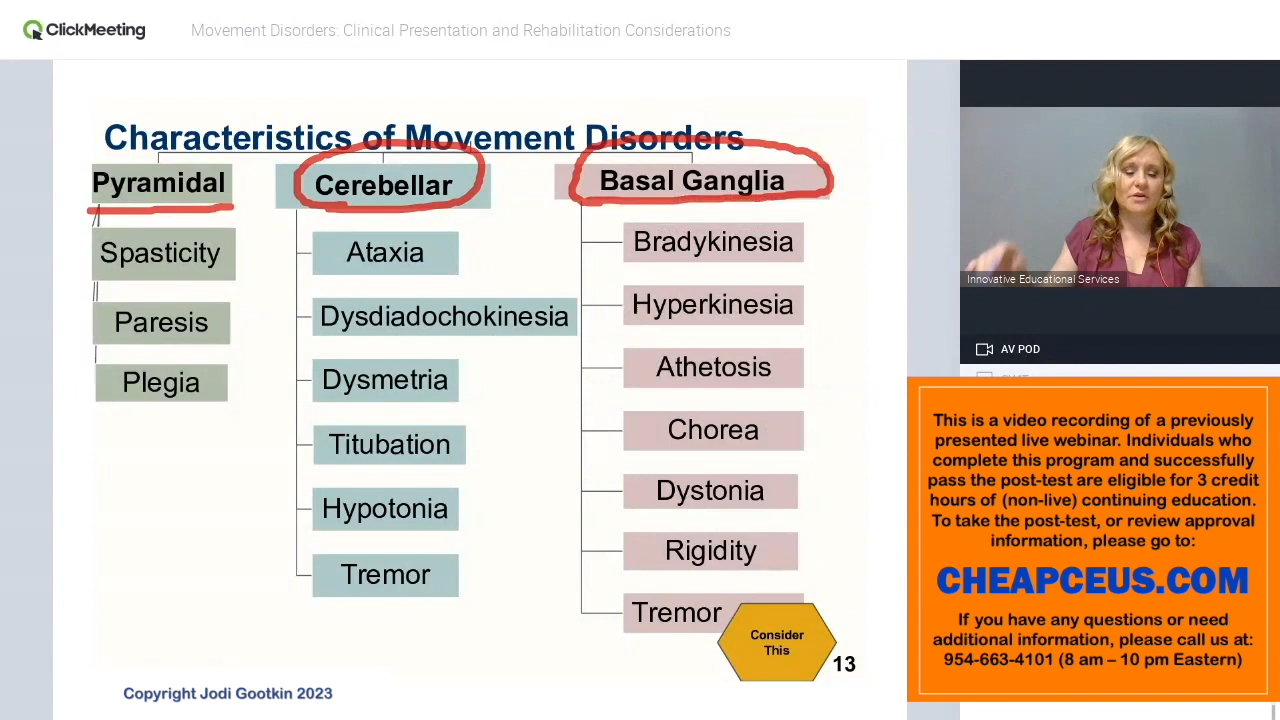 ClickMeeting
Movement Disorders: Clinical Presentation and Rehabilitation Considerations
Characteristics of Movement Disorders
Pyramidal
Spasticity
Paresis
Plegia
Cerebellar
Ataxia
Dysdiadochokinesia
Dysmetria
Titubation
Hypotonia
Tremor
Basal Ganglia
Bradykinesia
Hyperkinesia
Athetosis
Chorea
Dystonia
Rigidity
Tremor
Consider
This
13
Copyright Jodi Gootkin 2023
Innovative Educational Services
AV POD
This is a video recording of a previously
presented live webinar. Individuals who
complete this program and successfully
pass the post-test are eligible for 3 credit
hours of (non-live) continuing education.
To take the post-test, or review approval
information, please go to:
CHEAPCEUS.COM
If you have any questions or need
additional information, please call us at:
954-663-4101 (8 am – 10 pm Eastern)